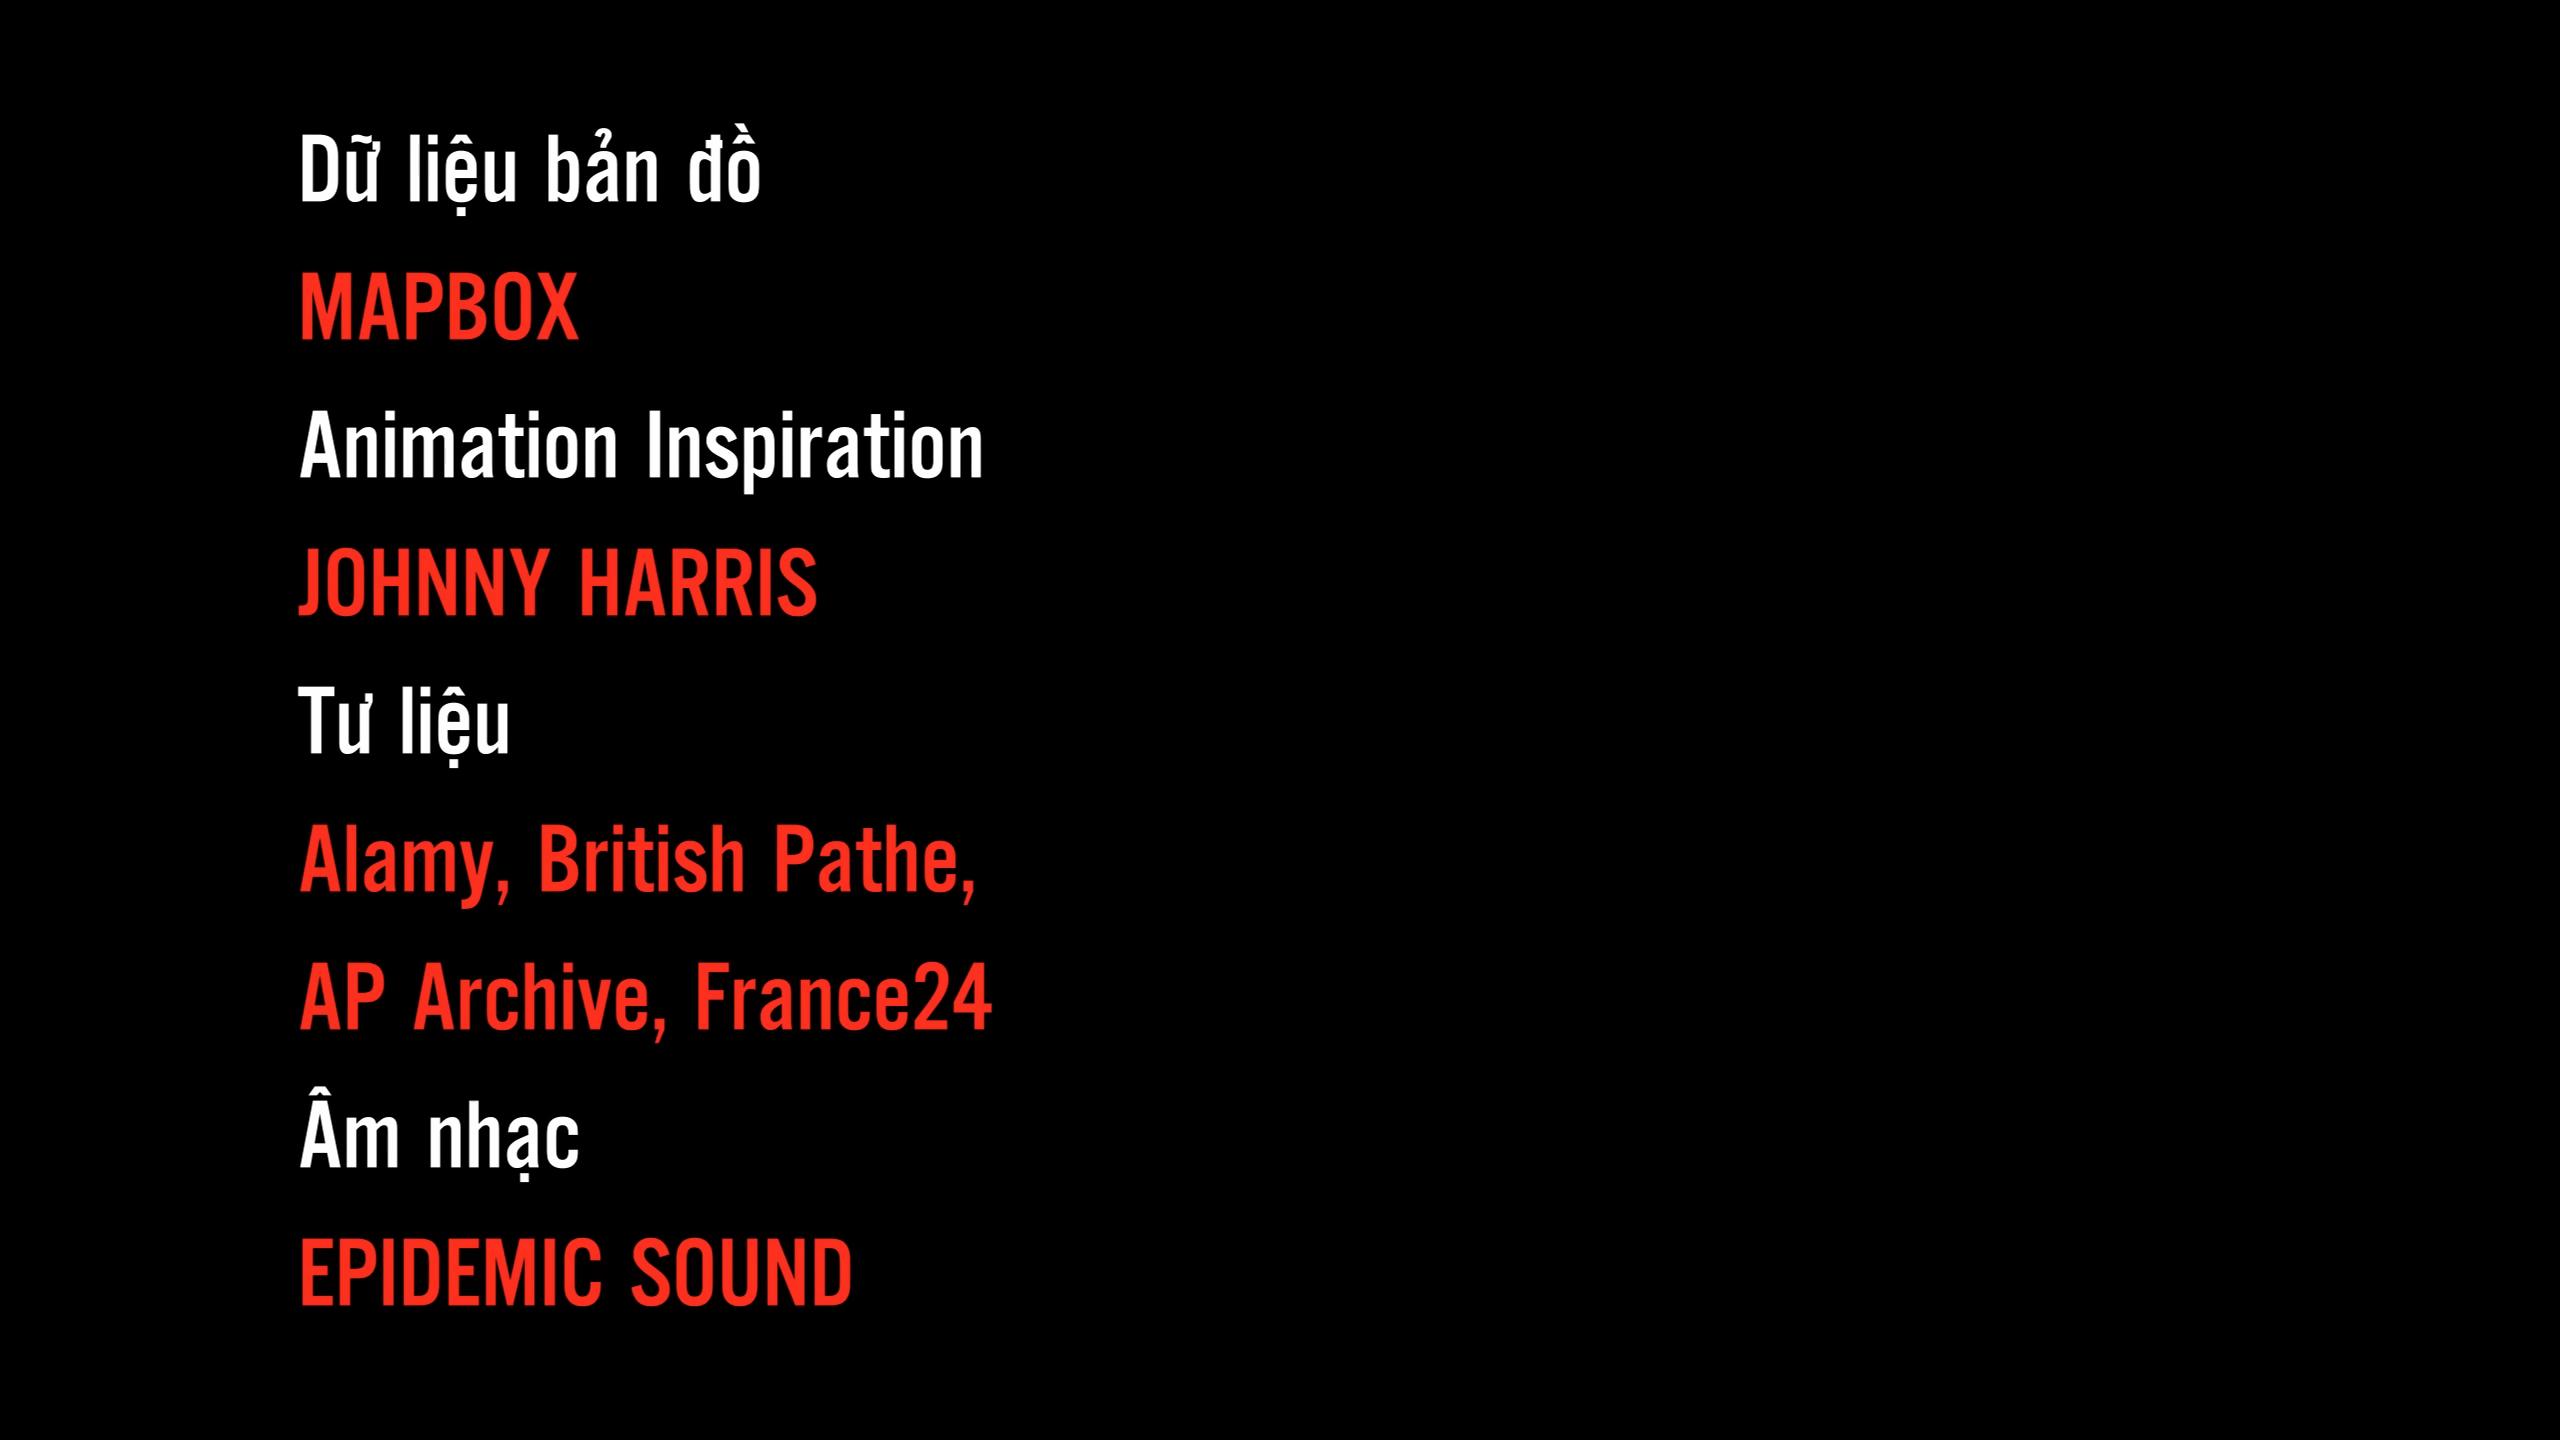 Dữ liệu bản đồ
MAPBOX
Animation Inspiration
JOHNNY HARRIS
Tư liệu
Alamy, British Pathe,
AP Archive, France24
Âm nhạc
EPIDEMIC SOUND